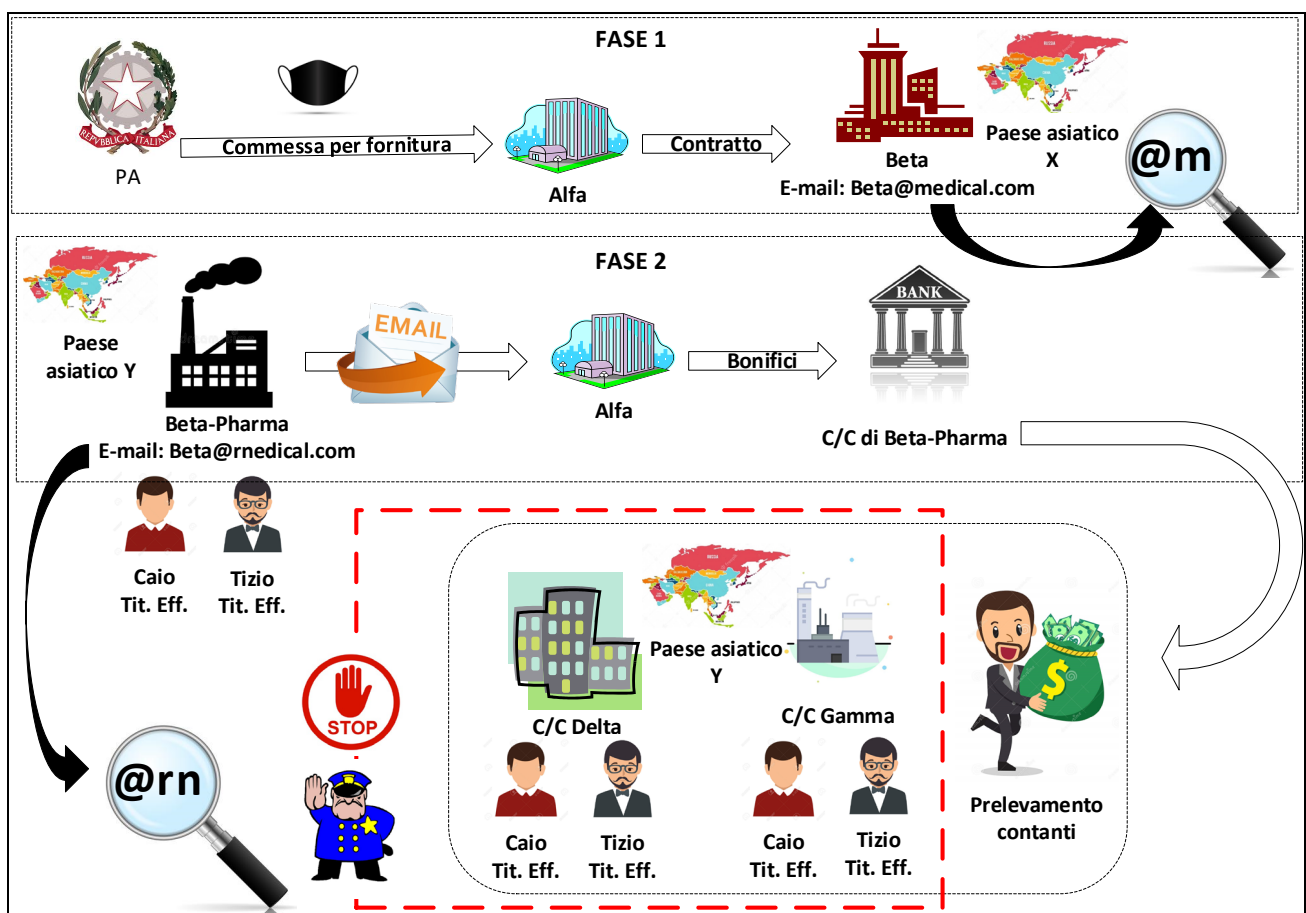 FASE 1
REPVBBLICA ITALIANA
PA
Commessa per fornitura
Alfa
Contratto
Beta
E-mail: Beta@medical.com
Paese asiatico
X
@m
FASE 2
Paese
asiatico Y
Beta-Pharma
E-mail: Beta@rnedical.com
EMAIL
Alfa
Bonifici
BANK
C/C di Beta-Pharma
Caio
Tit. Eff.
Tizio
Tit. Eff.
@rn
STOP
C/C Delta
Paese asiatico
Y
C/C Gamma
Caio
Tit. Eff.
Tizio
Tit. Eff.
Caio
Tit. Eff.
Tizio
Tit. Eff.
$
Prelevamento
contanti